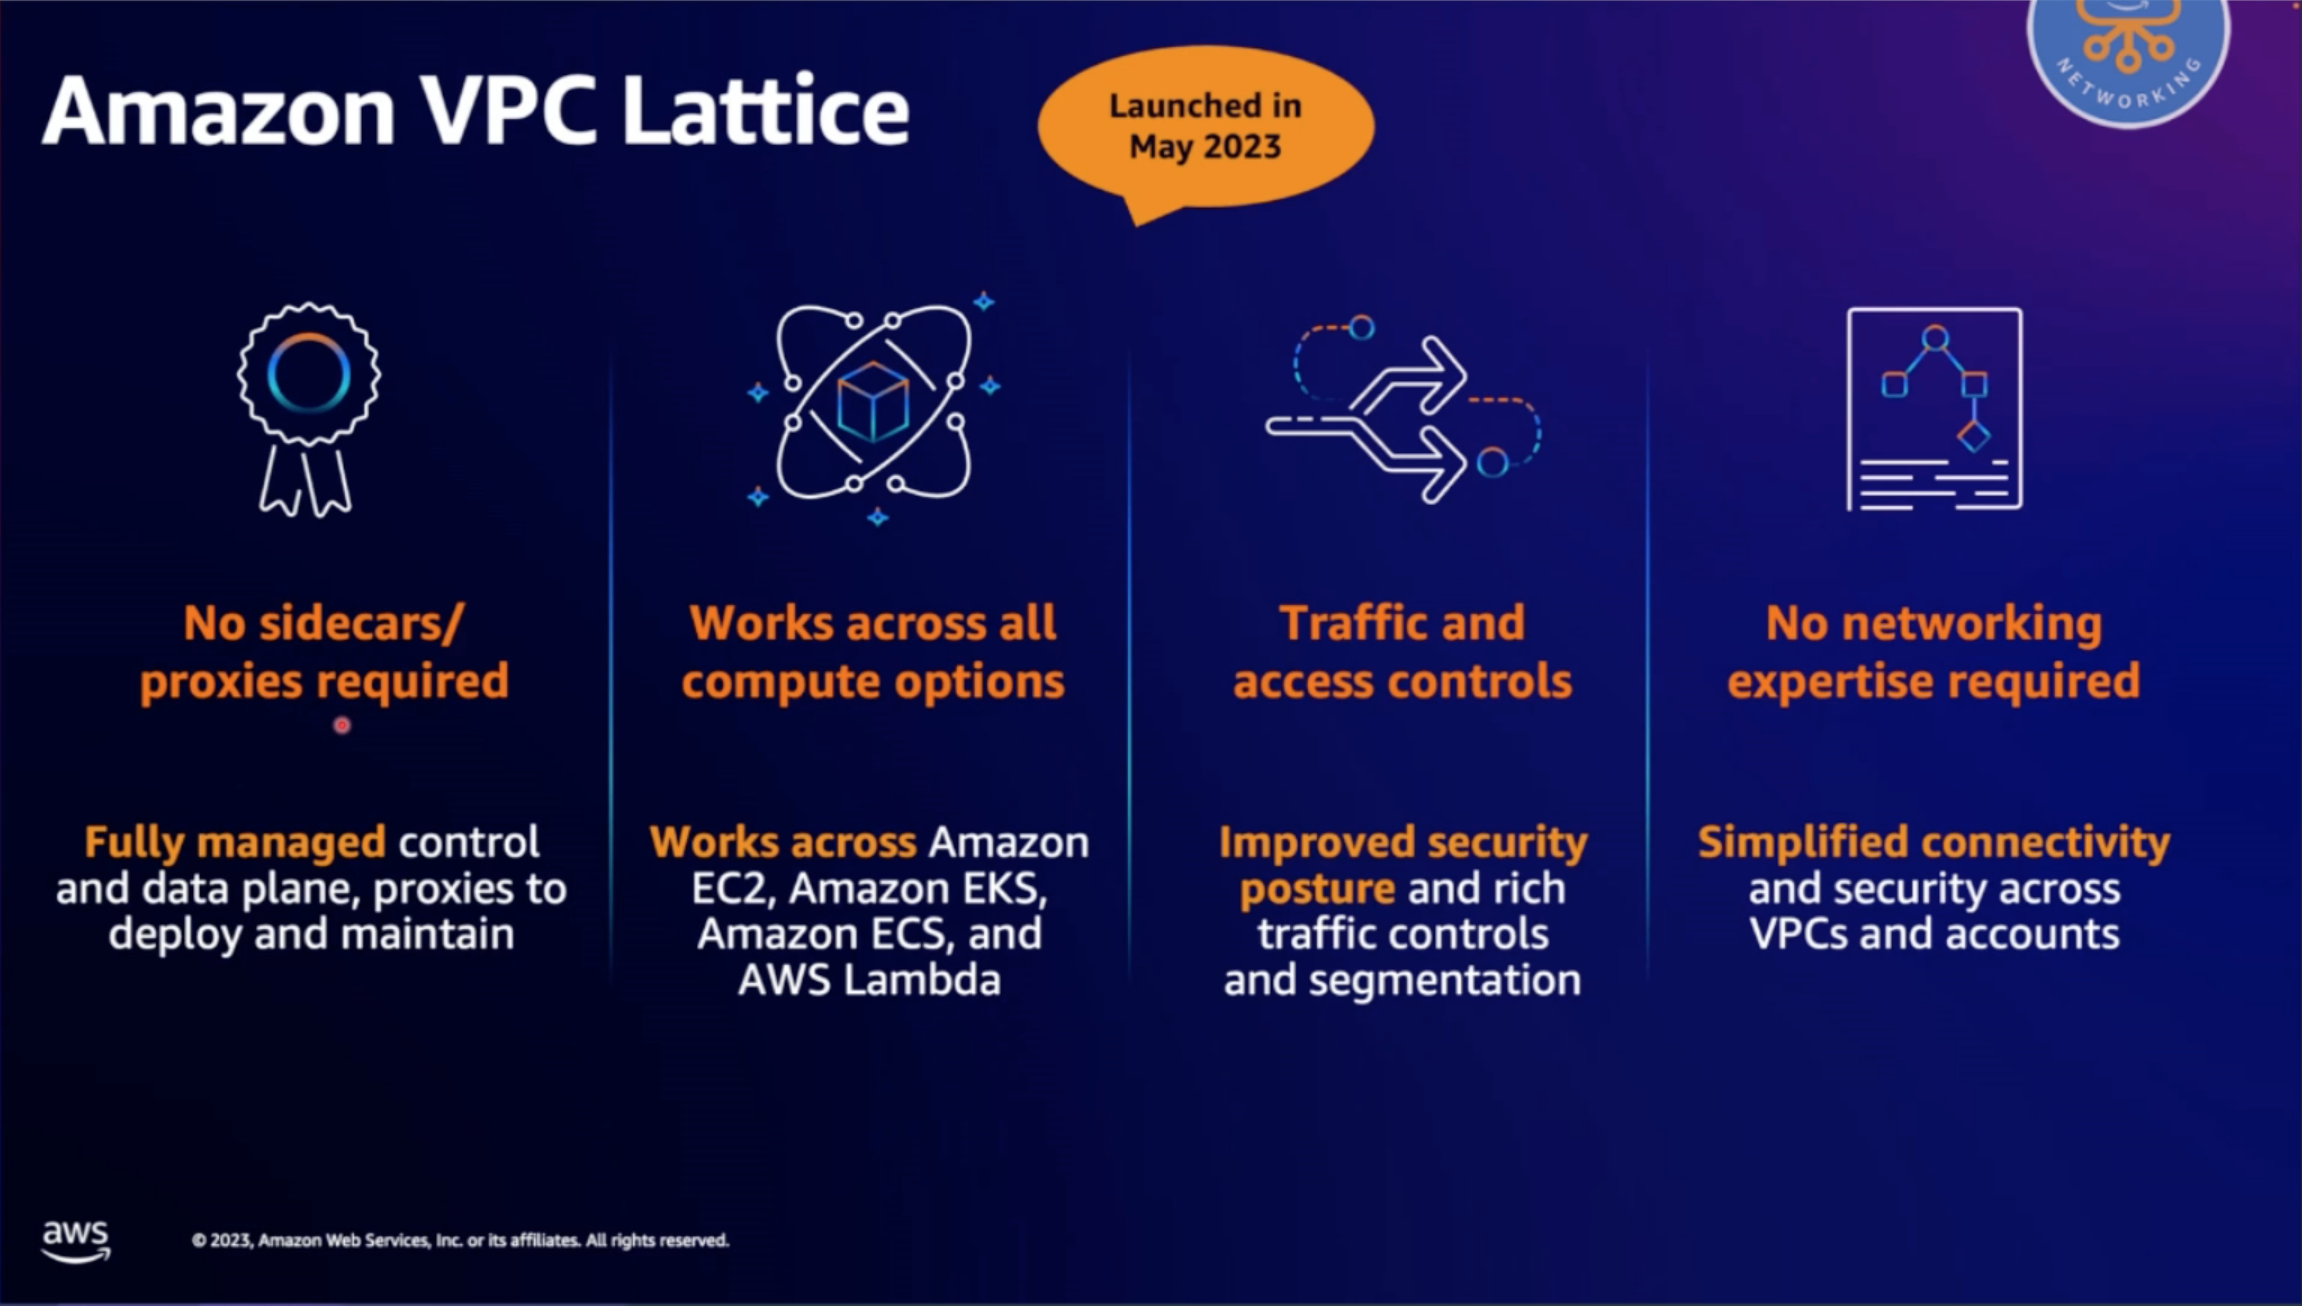 Amazon VPC Lattice
Launched in
May 2023
NETWORKING
No sidecars/
proxies required
Fully managed control
and data plane, proxies to
deploy and maintain
Works across all
compute options
Works across Amazon
EC2, Amazon EKS,
Amazon ECS, and
AWS Lambda
Traffic and
access controls
Improved security
posture and rich
traffic controls
and segmentation
No networking
expertise required
Simplified connectivity
and security across
VPCs and accounts
aws
© 2023, Amazon Web Services, Inc. or its affiliates. All rights reserved.